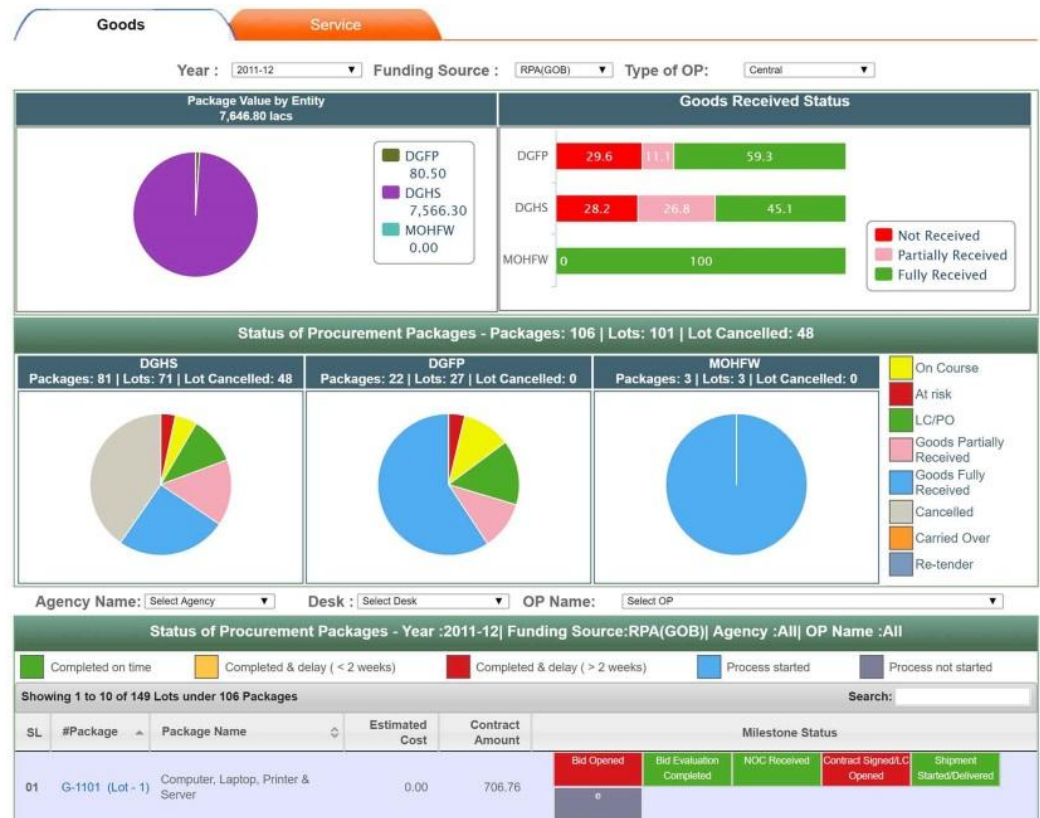 Goods
Service
Year :
2011-12
Funding Source :
RPA(GOB)
Type of OP:
Central
Package Value by Entity
7,646.80 lacs
DGFP
80.50
DGHS
7,566.30
MOHFW
0.00
Goods Received Status
DGFP
29.6
11.1
59.3
DGHS
28.2
26.8
45.1
MOHFW
0
100
Not Received
Partially Received
Fully Received
Status of Procurement Packages - Packages: 106 | Lots: 101 | Lot Cancelled: 48
DGHS
Packages: 81 | Lots: 71 | Lot Cancelled: 48
DGFP
Packages: 22 | Lots: 27 | Lot Cancelled: 0
MOHFW
Packages: 3 | Lots: 3 | Lot Cancelled: 0
On Course
At risk
LC/PO
Goods Partially
Received
Goods Fully
Received
Cancelled
Carried Over
Re-tender
Agency Name:
Select Agency
Desk :
Select Desk
OP Name:
Select OP
Status of Procurement Packages - Year :2011-12| Funding Source:RPA(GOB)| Agency :All| OP Name :All
Completed on time
Completed & delay ( < 2 weeks)
Completed & delay ( > 2 weeks)
Process started
Process not started
Showing 1 to 10 of 149 Lots under 106 Packages
Search:
SL
#Package
Package Name
Estimated
Cost
Contract
Amount
Milestone Status
01
G-1101 (Lot - 1)
Computer, Laptop, Printer &
Server
0.00
706.76
Bid Opened
Bid Evaluation
Completed
NOC Received
Contract Signed/LC
Opened
Shipment
Started/Delivered
e